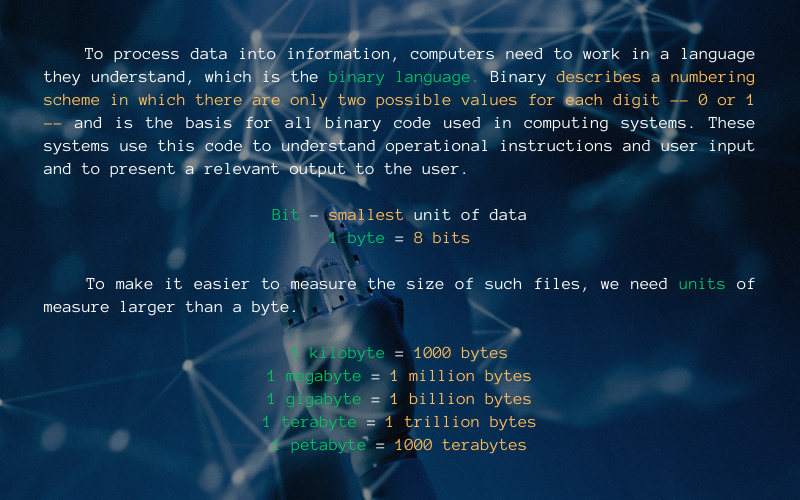 To process data into information, computers need to work in a language
they understand, which is the binary language. Binary describes a numbering
scheme in which there are only two possible values for each digit -- 0 or 1
-- and is the basis for all binary code used in computing systems. These
systems use this code to understand operational instructions and user input
and to present a relevant output to the user.
Bit - smallest unit of data
1 byte = 8 bits
To make it easier to measure the size of such files, we need units of
measure larger than a byte.
1 kilobyte = 1000 bytes
1 megabyte = 1 million bytes
1 gigabyte = 1 billion bytes
1 terabyte = 1 trillion bytes
1 petabyte = 1000 terabytes